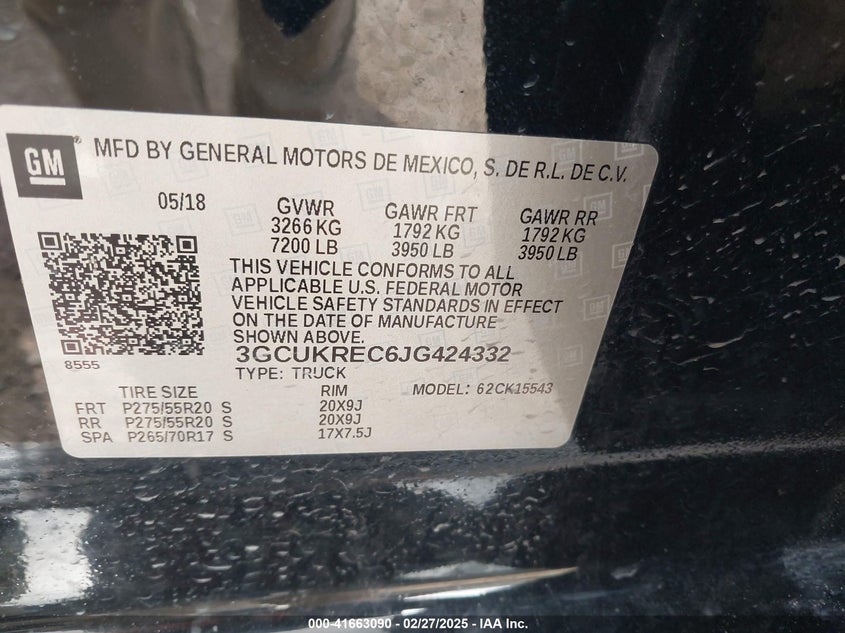 GM
MFD BY GENERAL MOTORS DE MEXICO, S. DE R.L. DE C.V.
05/18 GVWR GAWR FRT GAWR RR
3266 KG 1792 KG 1792 KG
7200 LB 3950 LB 3950 LB
THIS VEHICLE CONFORMS TO ALL
APPLICABLE U.S. FEDERAL MOTOR
VEHICLE SAFETY STANDARDS IN EFFECT
ON THE DATE OF MANUFACTURE
SHOWN ABOVE.
3GCUKREC6JG424332
8555 TYPE: TRUCK
TIRE SIZE RIM MODEL: 62CK15543
FRT P275/55R20 S 20X9J
RR P275/55R20 S 20X9J
SPA P265/70R17 S 17X7.5J
000-41663090 - 02/27/2025 - IAA Inc.